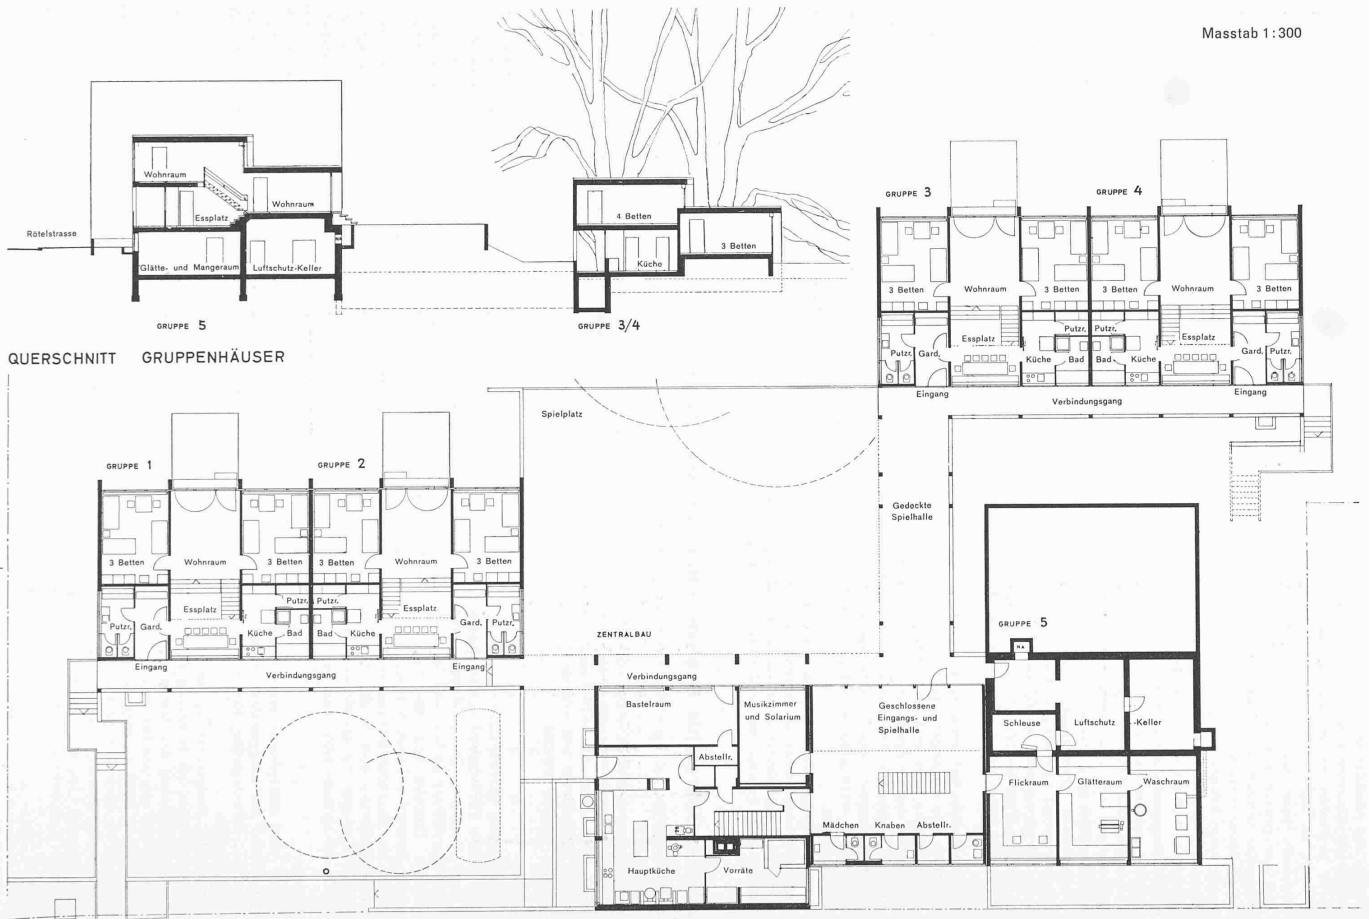 Masstab 1:300
Wohnraum
Essplatz
Wohnraum
Rötelstrasse
Glätte- und Mangeraum
Luftschutz-Keller
GRUPPE 5
4 Betten
Küche
3 Betten
GRUPPE 3/4
QUERSCHNITT GRUPPENHÄUSER
GRUPPE 3
GRUPPE 4
3 Betten
Wohnraum
3 Betten
3 Betten
Wohnraum
3 Betten
Putzr.
Gard.
Essplatz
Küche
Putzr.
Bad
Putzr.
Bad
Küche
Essplatz
Gard.
Putzr.
Eingang
Verbindungsgang
Eingang
Spielplatz
GRUPPE 1
GRUPPE 2
3 Betten
Wohnraum
3 Betten
3 Betten
Wohnraum
3 Betten
Putzr.
Gard.
Essplatz
Küche
Putzr.
Bad
Putzr.
Bad
Küche
Essplatz
Gard.
Putzr.
Eingang
Verbindungsgang
Eingang
Gedeckte
Spielhalle
ZENTRALBAU
Verbindungsgang
Bastelraum
Musikzimmer
und Solarium
Abstellr.
Geschlossene
Eingangs- und
Spielhalle
Mädchen
Knaben
Abstellr.
Hauptküche
Vorräte
GRUPPE 5
NA
Schleuse
Luftschutz
-Keller
Flickraum
Glätteraum
Waschraum